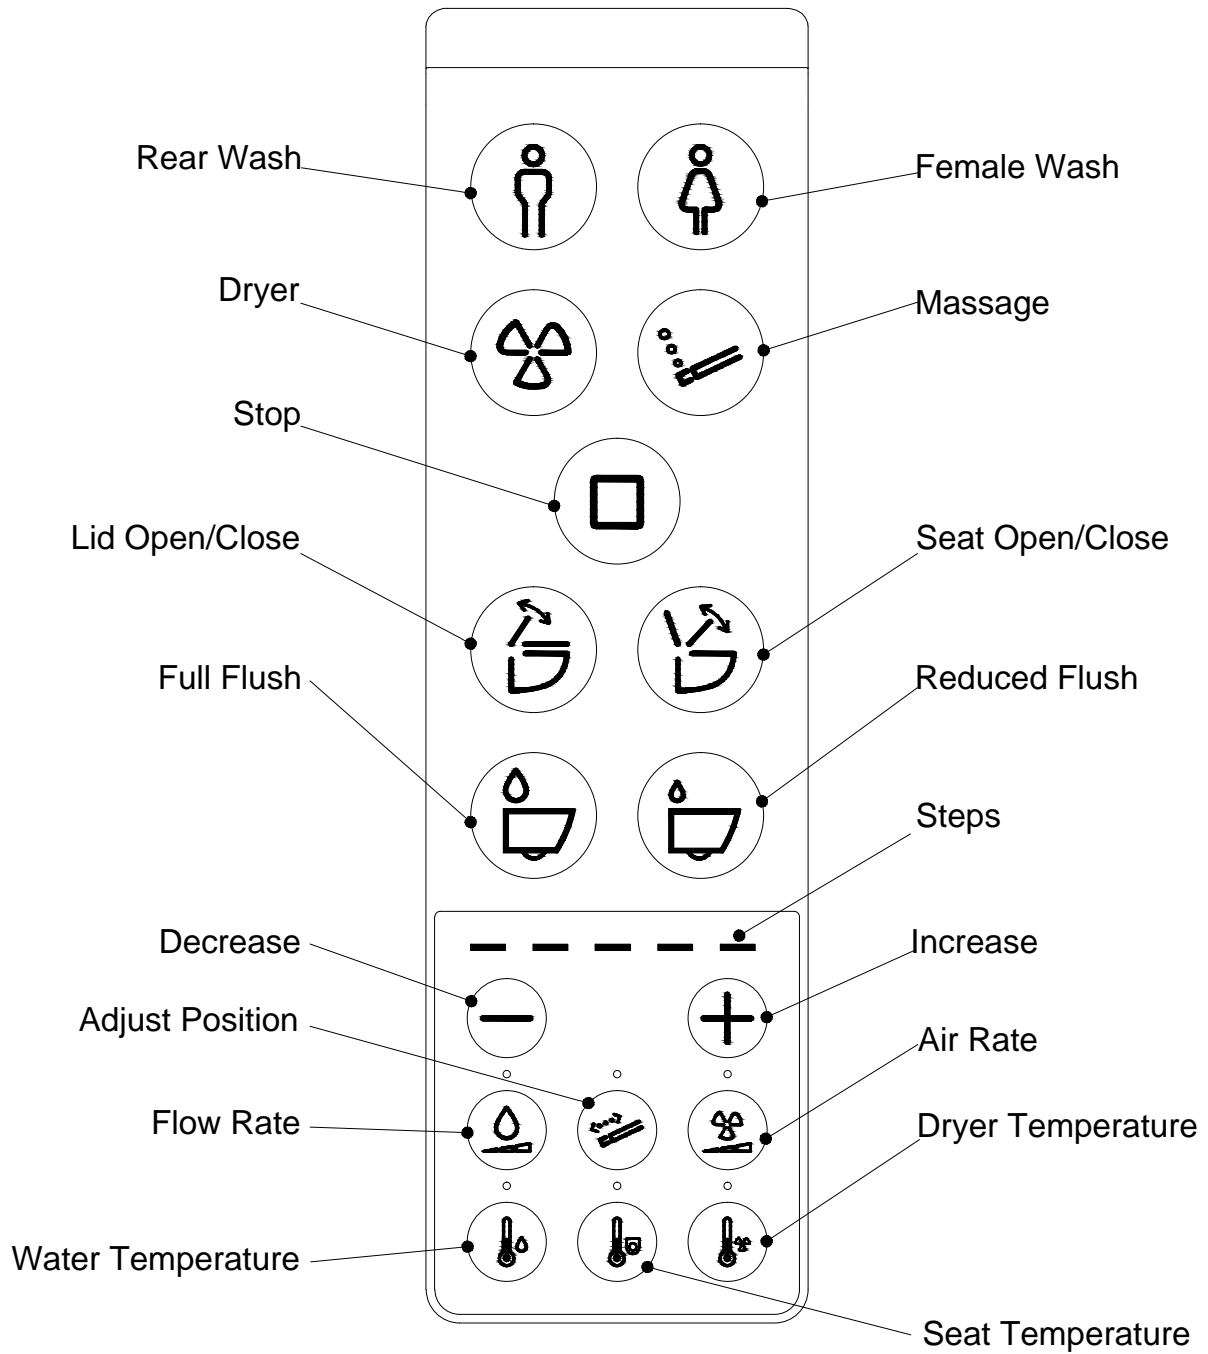 Rear Wash
Female Wash
Dryer
Massage
Stop
Lid Open/Close
Seat Open/Close
Full Flush
Reduced Flush
Steps
Decrease
Increase
Adjust Position
Air Rate
Flow Rate
Dryer Temperature
Water Temperature
Seat Temperature